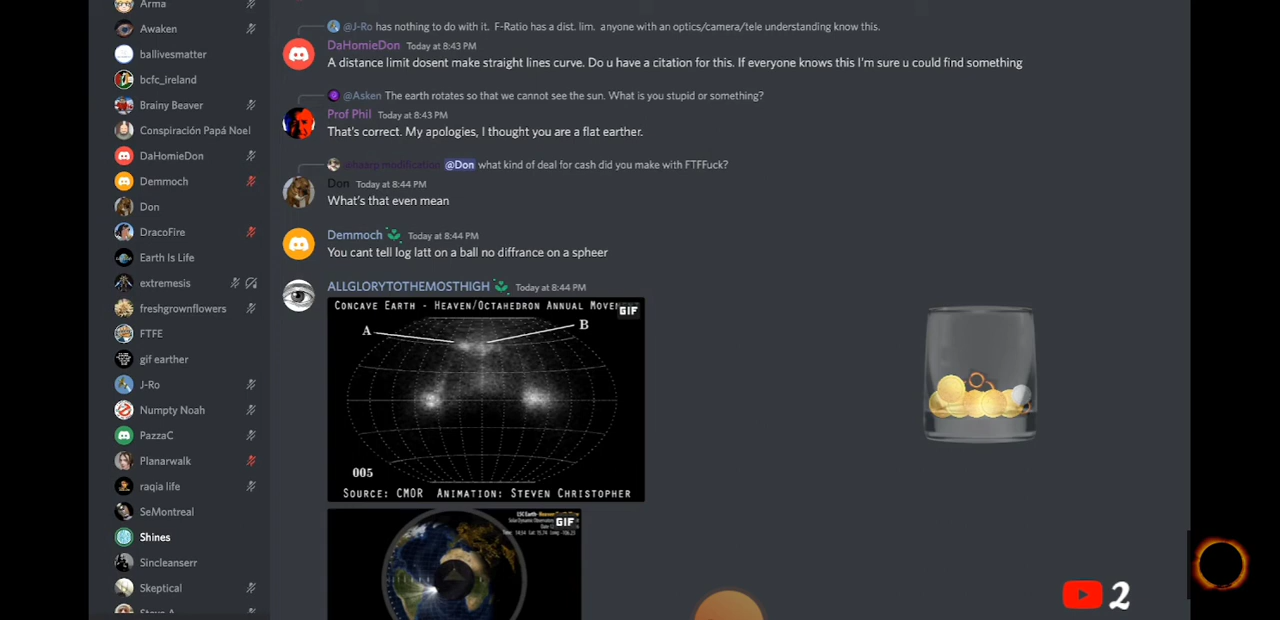 Arma
Awaken
ballivesmatter
bcfc_ireland
Brainy Beaver
Conspiración Papá Noel
DaHomieDon
Demmoch
Don
DracoFire
Earth Is Life
extremesis
freshgrownflowers
FTFE
gif earther
J-Ro
Numpty Noah
PazzaC
Planarwalk
raqia life
SeMontreal
Shines
Sincleanserr
Skeptical
@J-Ro has nothing to do with it. F-Ratio has a dist. lim. anyone with an optics/camera/tele understanding know this.
DaHomieDon Today at 8:43 PM
A distance limit dosent make straight lines curve. Do u have a citation for this. If everyone knows this I'm sure u could find something
@Asken The earth rotates so that we cannot see the sun. What is you stupid or something?
Prof Phil Today at 8:43 PM
That's correct. My apologies, I thought you are a flat earther.
modification @Don what kind of deal for cash did you make with FTFFuck?
Don Today at 8:44 PM
What's that even mean
Demmoch Today at 8:44 PM
You cant tell log latt on a ball no diffrance on a spheer
ALLGLORYTOTHEMOSTHIGH Today at 8:44 PM
CONCAVE EARTH - HEAVEN/OCTAHEDRON ANNUAL
GIF
A
B
005
SOURCE: CMOR ANIMATION: STEVEN CHRISTOPHER
GIF
2